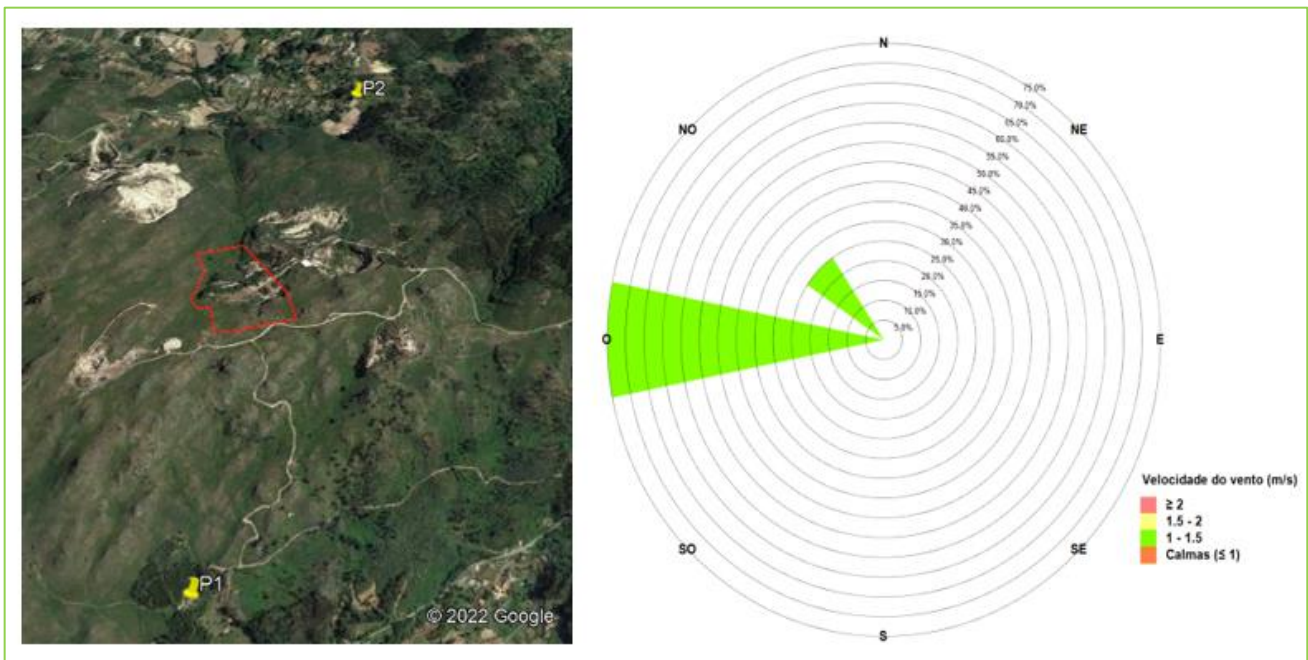 P2
P1
© 2022 Google
N
NE
E
SE
S
SO
O
NO
75.0%
70.0%
65.0%
60.0%
55.0%
50.0%
45.0%
40.0%
35.0%
30.0%
25.0%
20.0%
15.0%
10.0%
5.0%
Velocidade do vento (m/s)
≥ 2
1.5 - 2
1 - 1.5
Calmas (≤ 1)